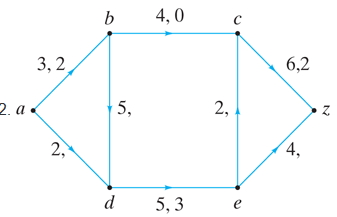 b 4, 0 c
3, 2 6,2
2. a 5, 2, z
2, 4,
d 5, 3 e